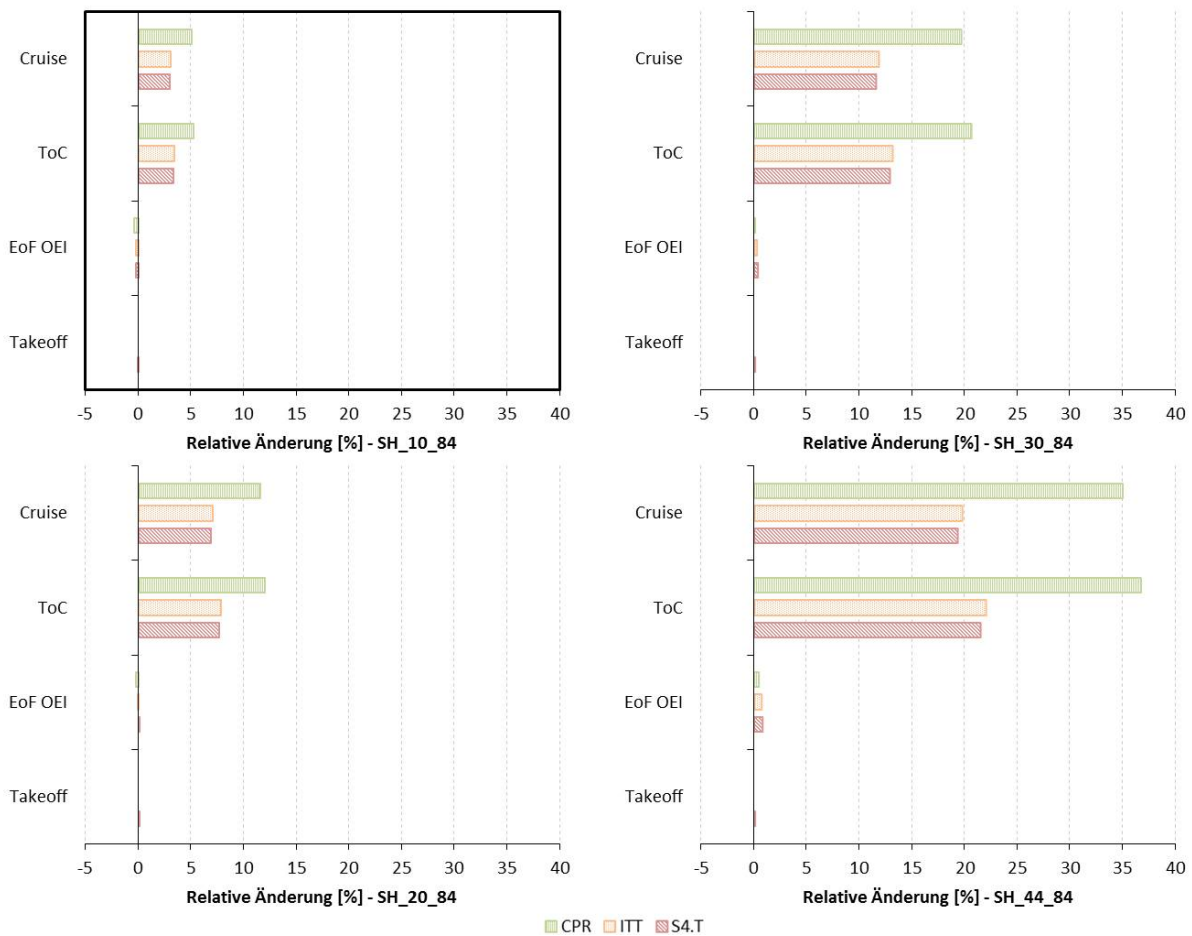 Cruise
ToC
EoF OEI
Takeoff
-5 0 5 10 15 20 25 30 35 40
Relative Änderung [%] - SH_10_84
Cruise
ToC
EoF OEI
Takeoff
-5 0 5 10 15 20 25 30 35 40
Relative Änderung [%] - SH_30_84
Cruise
ToC
EoF OEI
Takeoff
-5 0 5 10 15 20 25 30 35 40
Relative Änderung [%] - SH_20_84
Cruise
ToC
EoF OEI
Takeoff
-5 0 5 10 15 20 25 30 35 40
Relative Änderung [%] - SH_44_84
CPR ITT S4.T